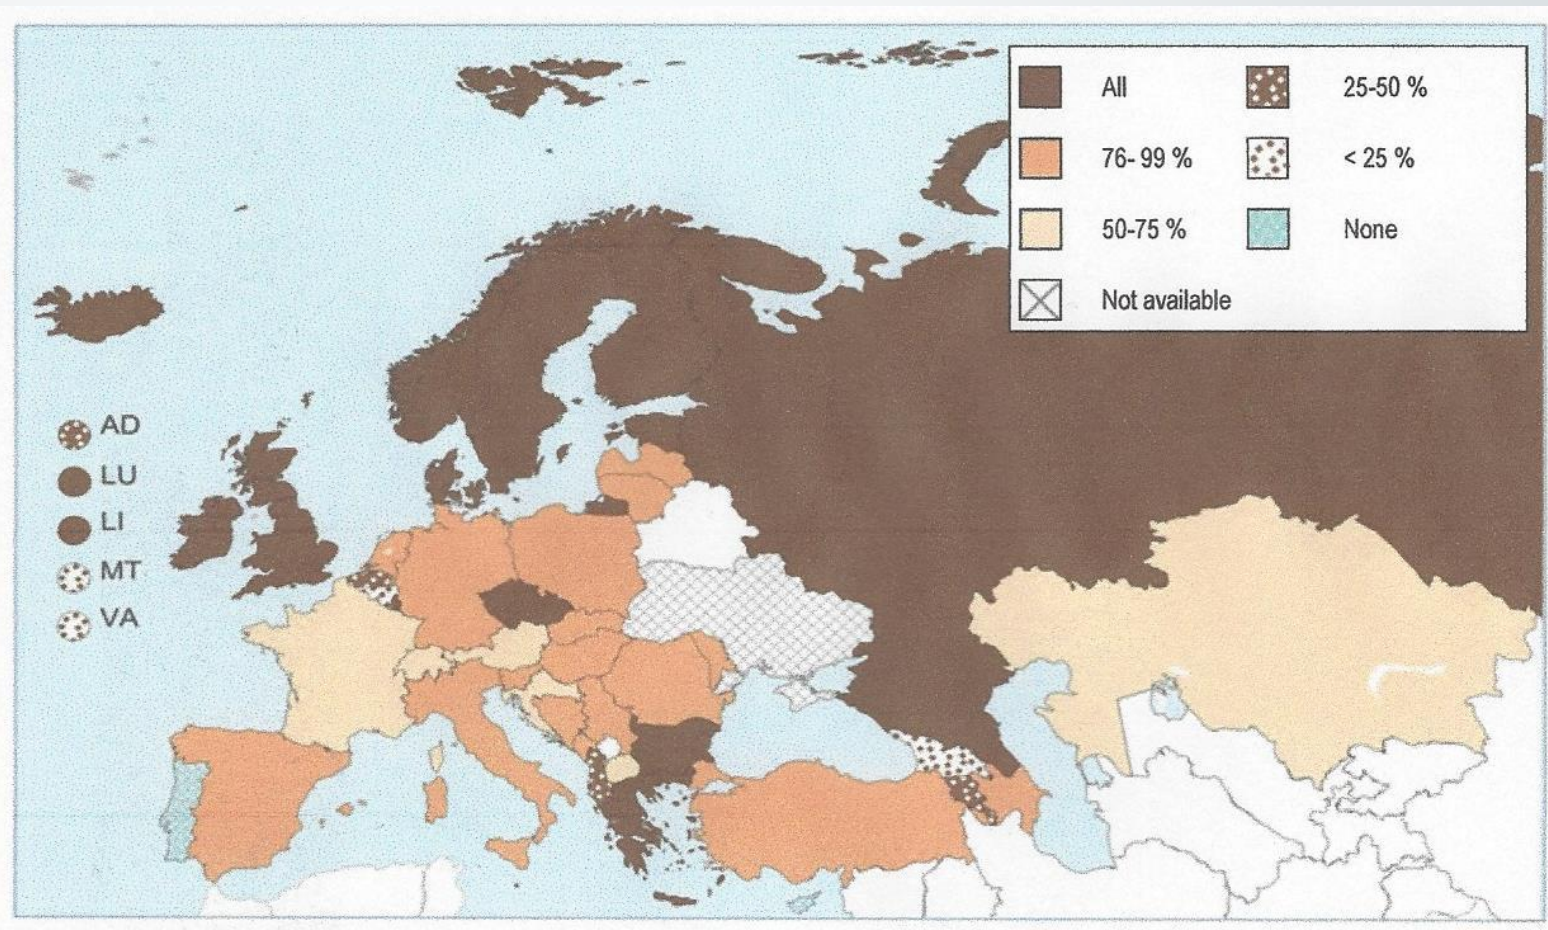 All
25-50 %
76- 99 %
< 25 %
50-75 %
None
Not available
AD
LU
LI
MT
VA